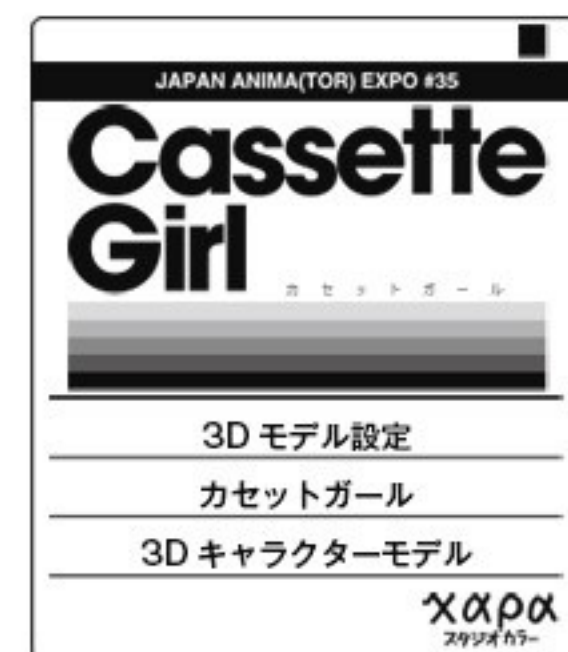 JAPAN ANIMA(TOR) EXPO #35
Cassette
Girl
カセットガール
3D モデル設定
カセットガール
3D キャラクターモデル
χαρα
スタジオカラー